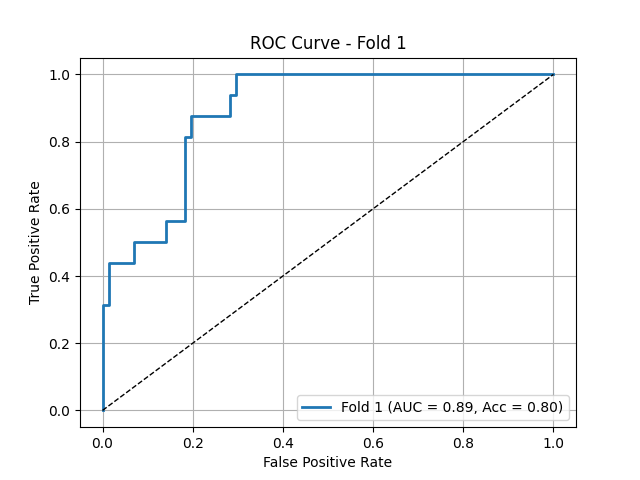 ROC Curve - Fold 1
1.0
0.8
0.6
0.4
0.2
0.0
True Positive Rate
Fold 1 (AUC = 0.89, Acc = 0.80)
0.0 0.2 0.4 0.6 0.8 1.0
False Positive Rate